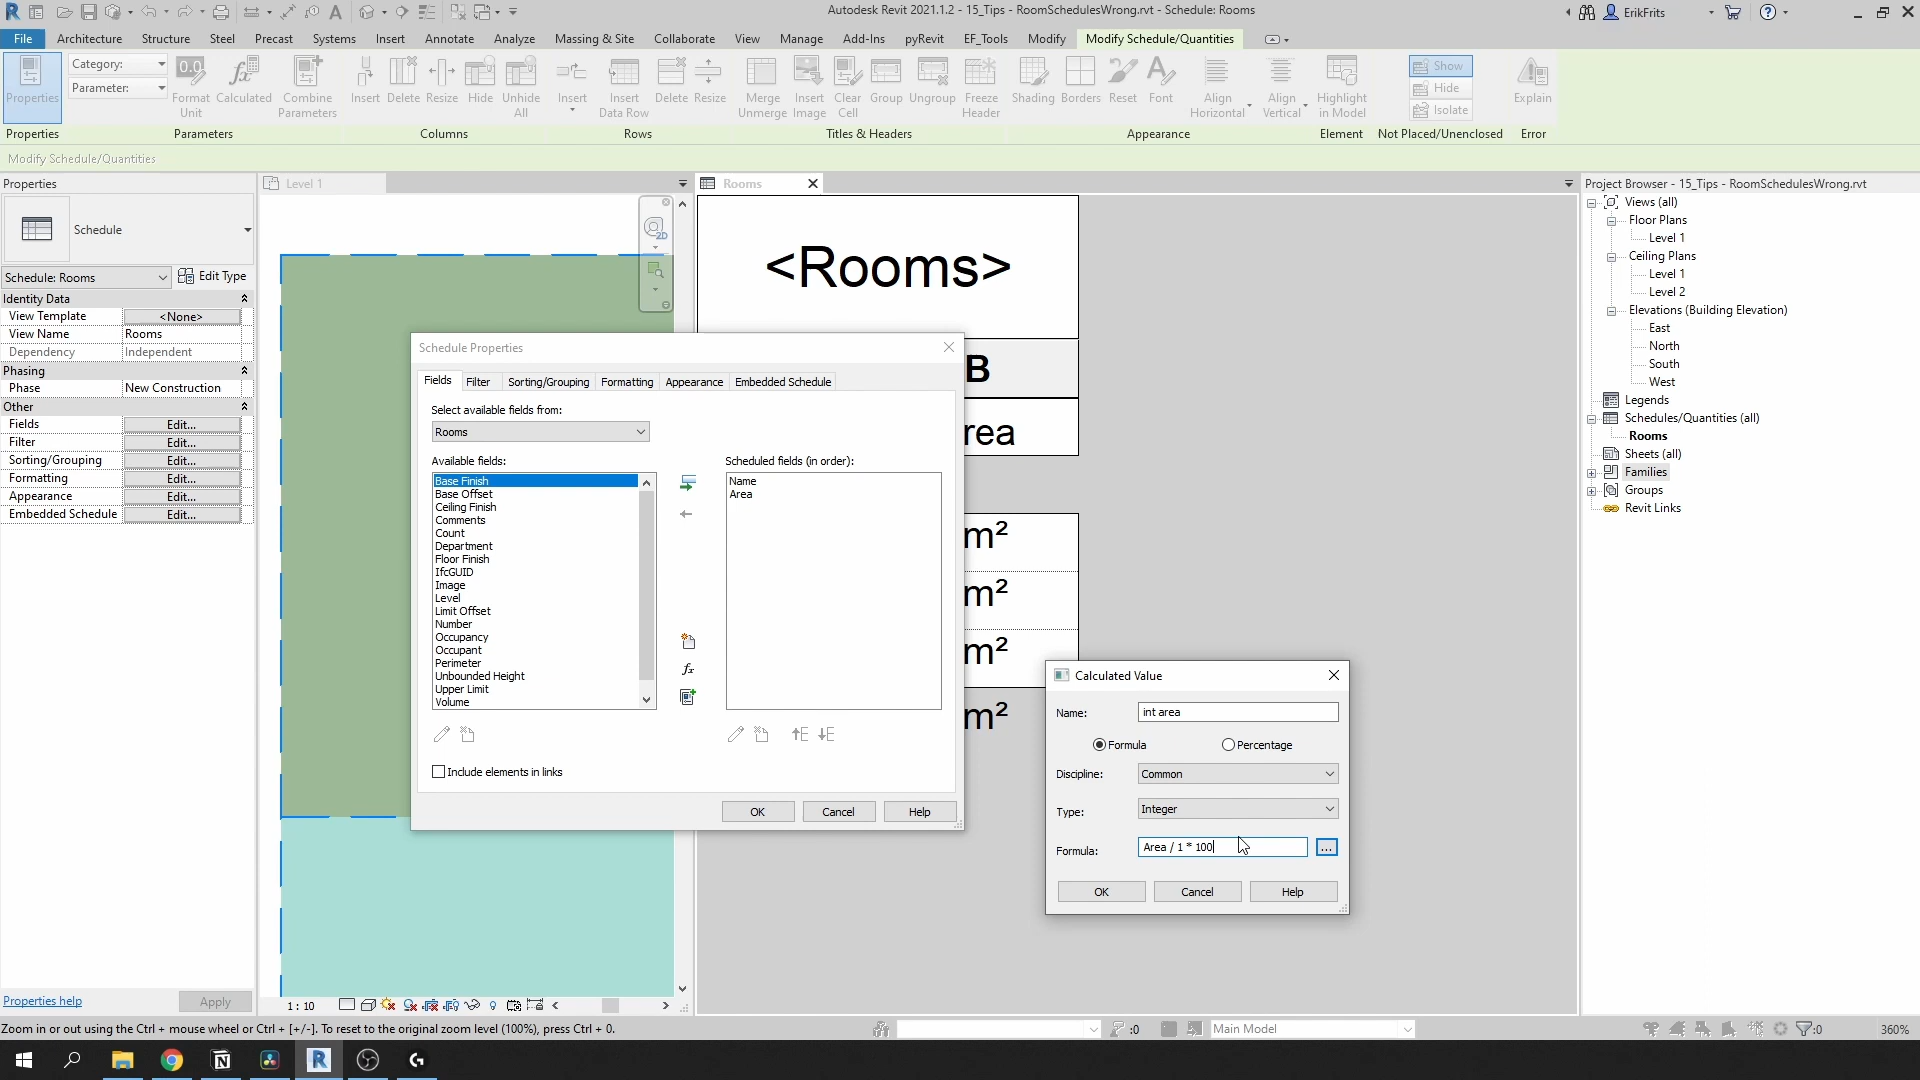 Autodesk Revit 2021.1.2 - 15_Tips - RoomSchedulesWrong.rvt - Schedule: Rooms
ErikFrits
File Architecture Structure Steel Precast Systems Insert Annotate Analyze Massing & Site Collaborate View Manage Add-Ins pyRevit EF_Tools Modify Modify Schedule/Quantities
Category:
Parameter:
Properties
Format Unit
Calculated
Combine Parameters
Insert Delete Resize Hide Unhide All
Insert
Insert Data Row
Delete Resize
Merge Unmerge
Insert Image
Clear Cell
Group Ungroup
Freeze Header
Shading Borders Reset Font
Align Horizontal
Align Vertical
Highlight in Model
Show
Hide
Isolate
Explain
Properties Parameters Columns Rows Titles & Headers Appearance Element Not Placed/Unenclosed Error
Modify Schedule/Quantities
Properties
Schedule
Schedule: Rooms Edit Type
Identity Data
View Template <None>
View Name Rooms
Dependency Independent
Phasing
Phase New Construction
Other
Fields Edit...
Filter Edit...
Sorting/Grouping Edit...
Formatting Edit...
Appearance Edit...
Embedded Schedule Edit...
Properties help Apply
Level 1
2D
1 : 10
Rooms
<Rooms>
B
rea
m²
m²
m²
m²
Schedule Properties
Fields Filter Sorting/Grouping Formatting Appearance Embedded Schedule
Select available fields from:
Rooms
Available fields:
Base Finish
Base Offset
Ceiling Finish
Comments
Count
Department
Floor Finish
IfcGUID
Image
Level
Limit Offset
Number
Occupancy
Occupant
Perimeter
Unbounded Height
Upper Limit
Volume
Scheduled fields (in order):
Name
Area
fx
Include elements in links
OK Cancel Help
Calculated Value
Name: int area
Formula Percentage
Discipline: Common
Type: Integer
Formula: Area / 1 * 100 ...
OK Cancel Help
Project Browser - 15_Tips - RoomSchedulesWrong.rvt
Views (all)
Floor Plans
Level 1
Ceiling Plans
Level 1
Level 2
Elevations (Building Elevation)
East
North
South
West
Legends
Schedules/Quantities (all)
Rooms
Sheets (all)
Families
Groups
Revit Links
Zoom in or out using the Ctrl + mouse wheel or Ctrl + [+/-]. To reset to the original zoom level (100%), press Ctrl + 0.
:0
Main Model
:0
360%